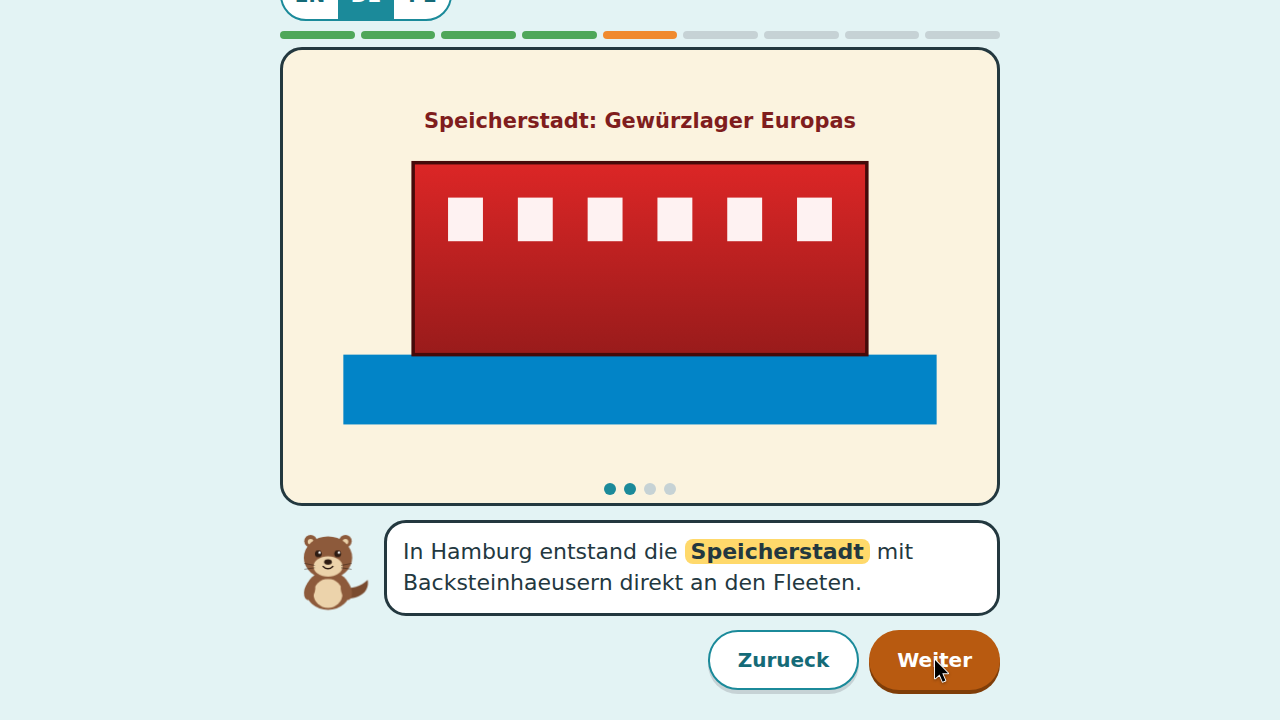 Speicherstadt: Gewürzlager Europas
In Hamburg entstand die Speicherstadt mit
Backsteinhaeusern direkt an den Fleeten.
Zurueck
Weiter